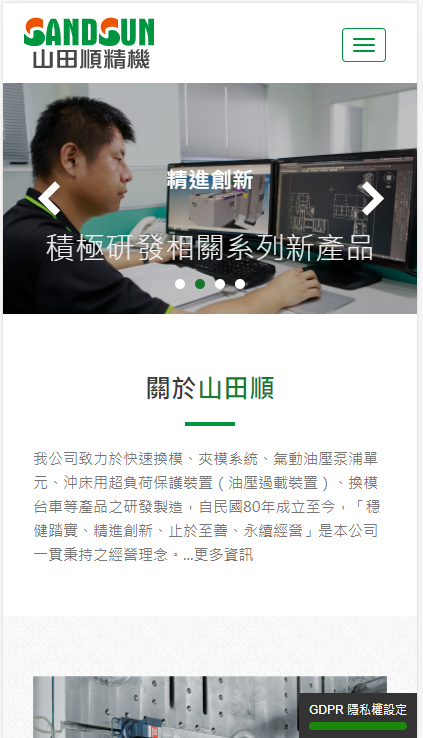 SANDSUN
山田順精機
精進創新
積極研發相關系列新產品
關於山田順
我公司致力於快速換模、夾模系統、氣動油壓泵浦單
元、沖床用超負荷保護裝置（油壓過載裝置）、換模
台車等產品之研發製造，自民國80年成立至今，「穩
健踏實、精進創新、止於至善、永續經營」是本公司
一貫秉持之經營理念。...更多資訊
GDPR 隱私權設定